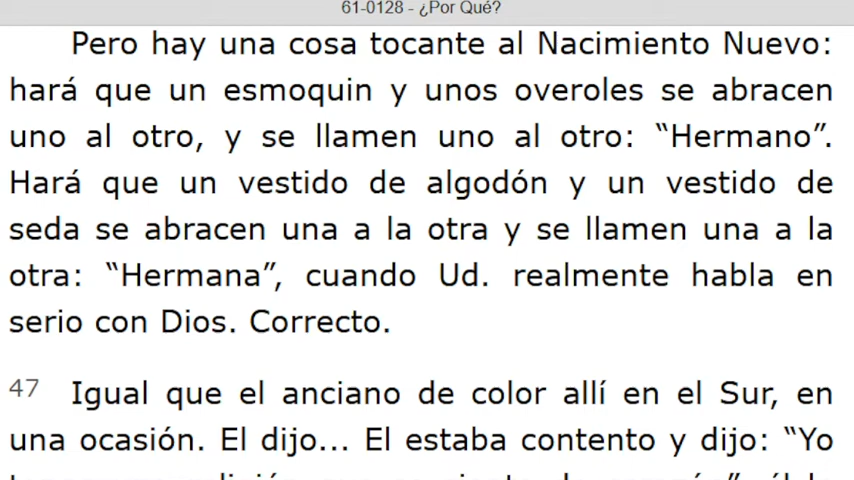 61-0128 - ¿Por Qué?
Pero hay una cosa tocante al Nacimiento Nuevo:
hará que un esmoquin y unos overoles se abracen
uno al otro, y se llamen uno al otro: “Hermano”.
Hará que un vestido de algodón y un vestido de
seda se abracen una a la otra y se llamen una a la
otra: “Hermana”, cuando Ud. realmente habla en
serio con Dios. Correcto.
47 Igual que el anciano de color allí en el Sur, en
una ocasión. El dijo... El estaba contento y dijo: “Yo